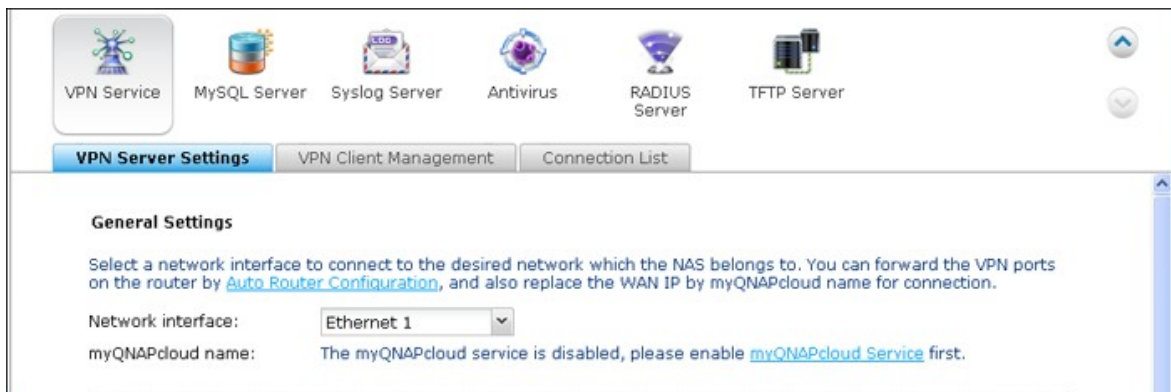 LOG
VPN Service
MySQL Server
Syslog Server
Antivirus
RADIUS
Server
TFTP Server
VPN Server Settings
VPN Client Management
Connection List
General Settings
Select a network interface to connect to the desired network which the NAS belongs to. You can forward the VPN ports
on the router by Auto Router Configuration, and also replace the WAN IP by myQNAPcloud name for connection.
Network interface: Ethernet 1
myQNAPcloud name: The myQNAPcloud service is disabled, please enable myQNAPcloud Service first.